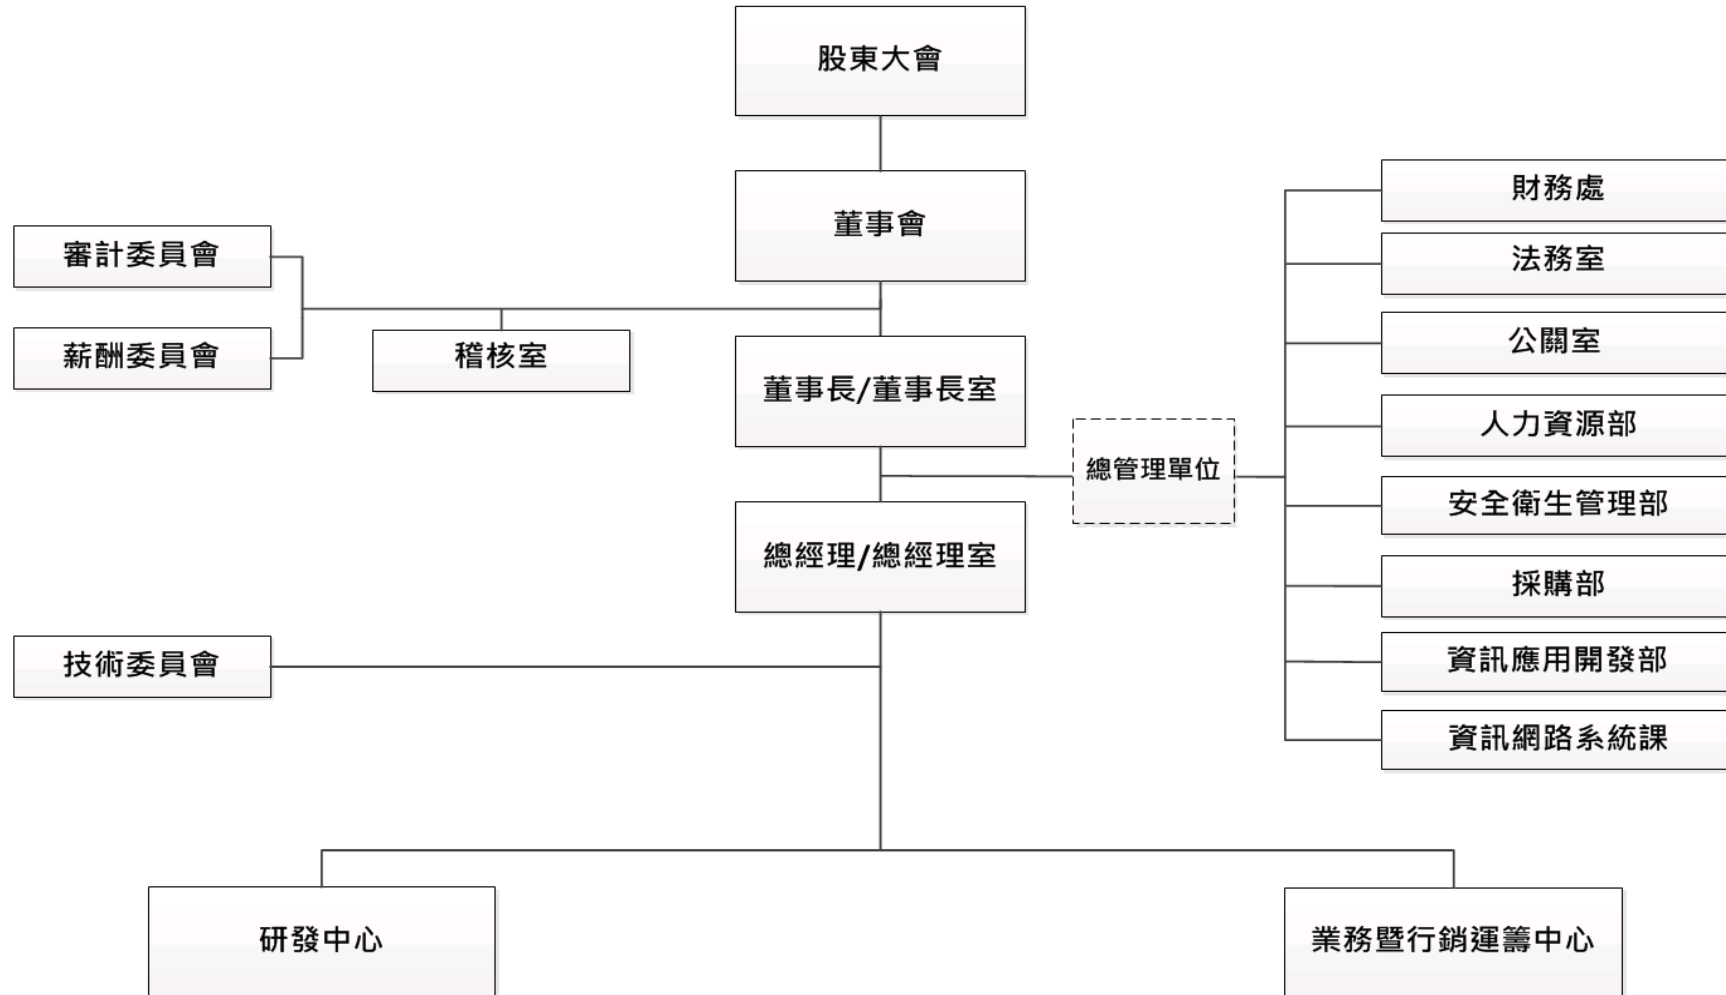 股東大會
董事會
審計委員會
薪酬委員會
稽核室
董事長/董事長室
總管理單位
財務處
法務室
公關室
人力資源部
安全衛生管理部
採購部
資訊應用開發部
資訊網路系統課
總經理/總經理室
技術委員會
研發中心
業務暨行銷運籌中心